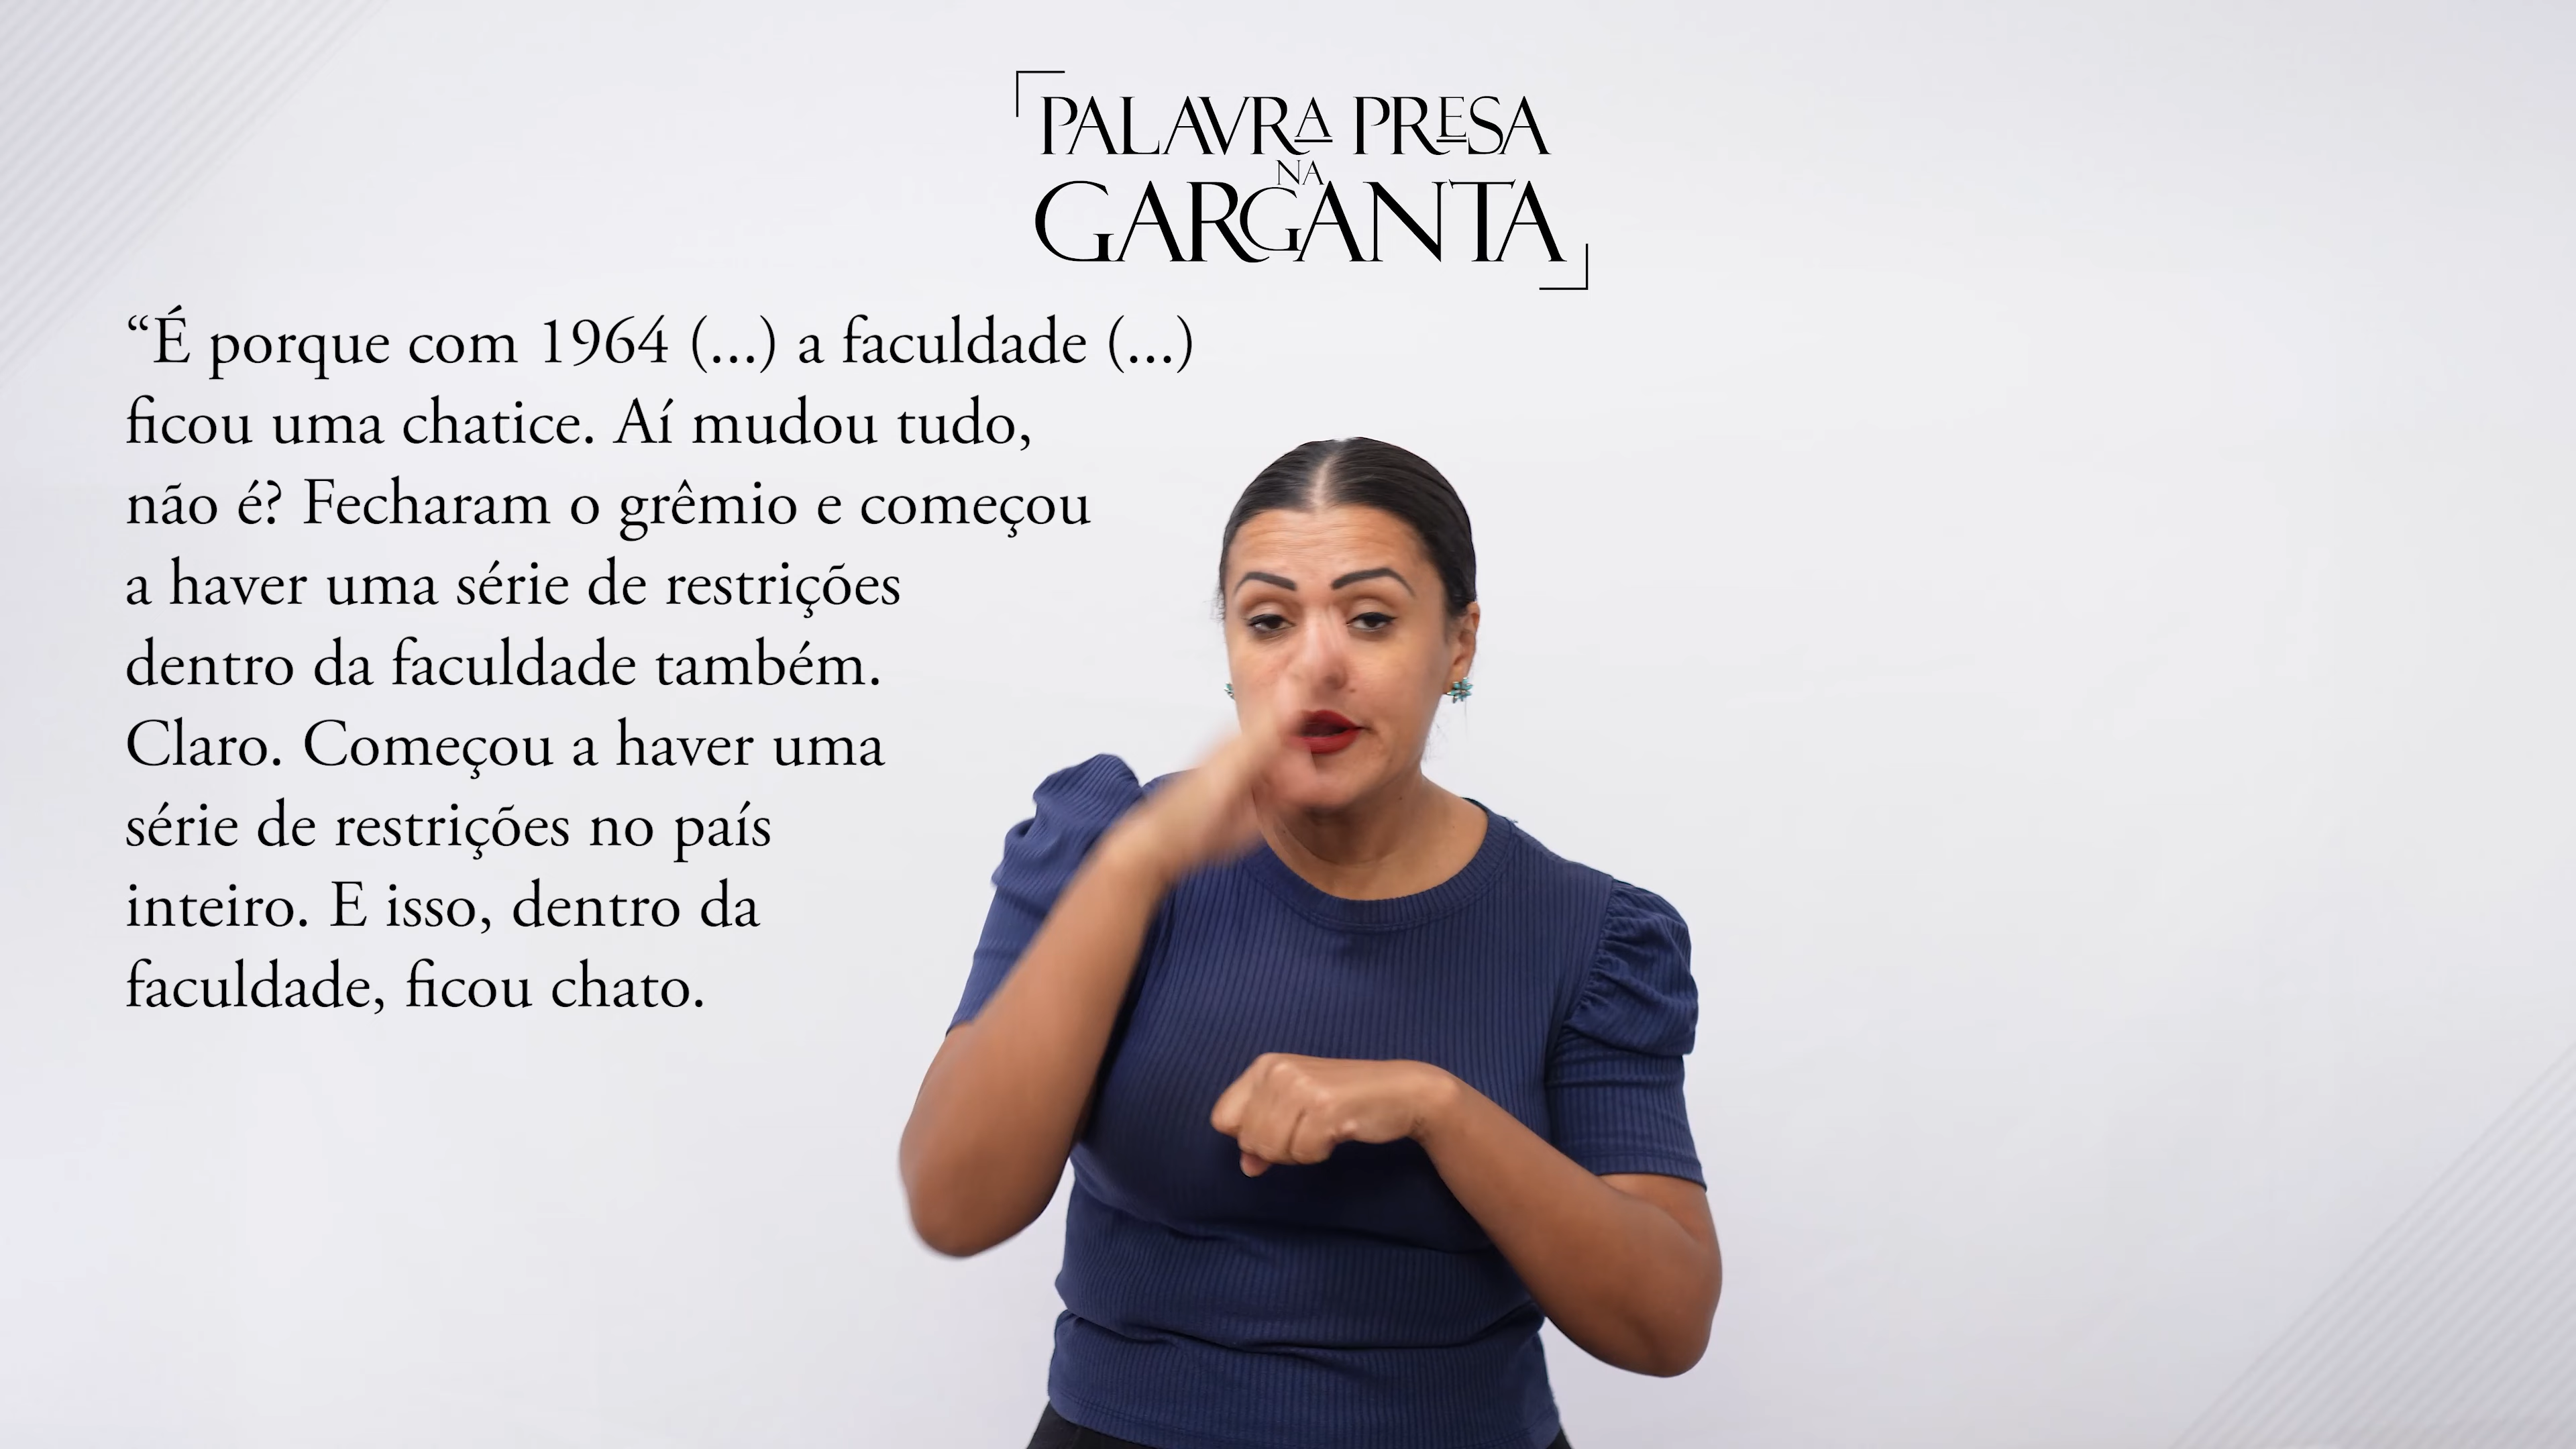 PALAVRA PRESA
NA
GARGANTA
“É porque com 1964 (...) a faculdade (...)
ficou uma chatice. Aí mudou tudo,
não é? Fecharam o grêmio e começou
a haver uma série de restrições
dentro da faculdade também.
Claro. Começou a haver uma
série de restrições no país
inteiro. E isso, dentro da
faculdade, ficou chato.